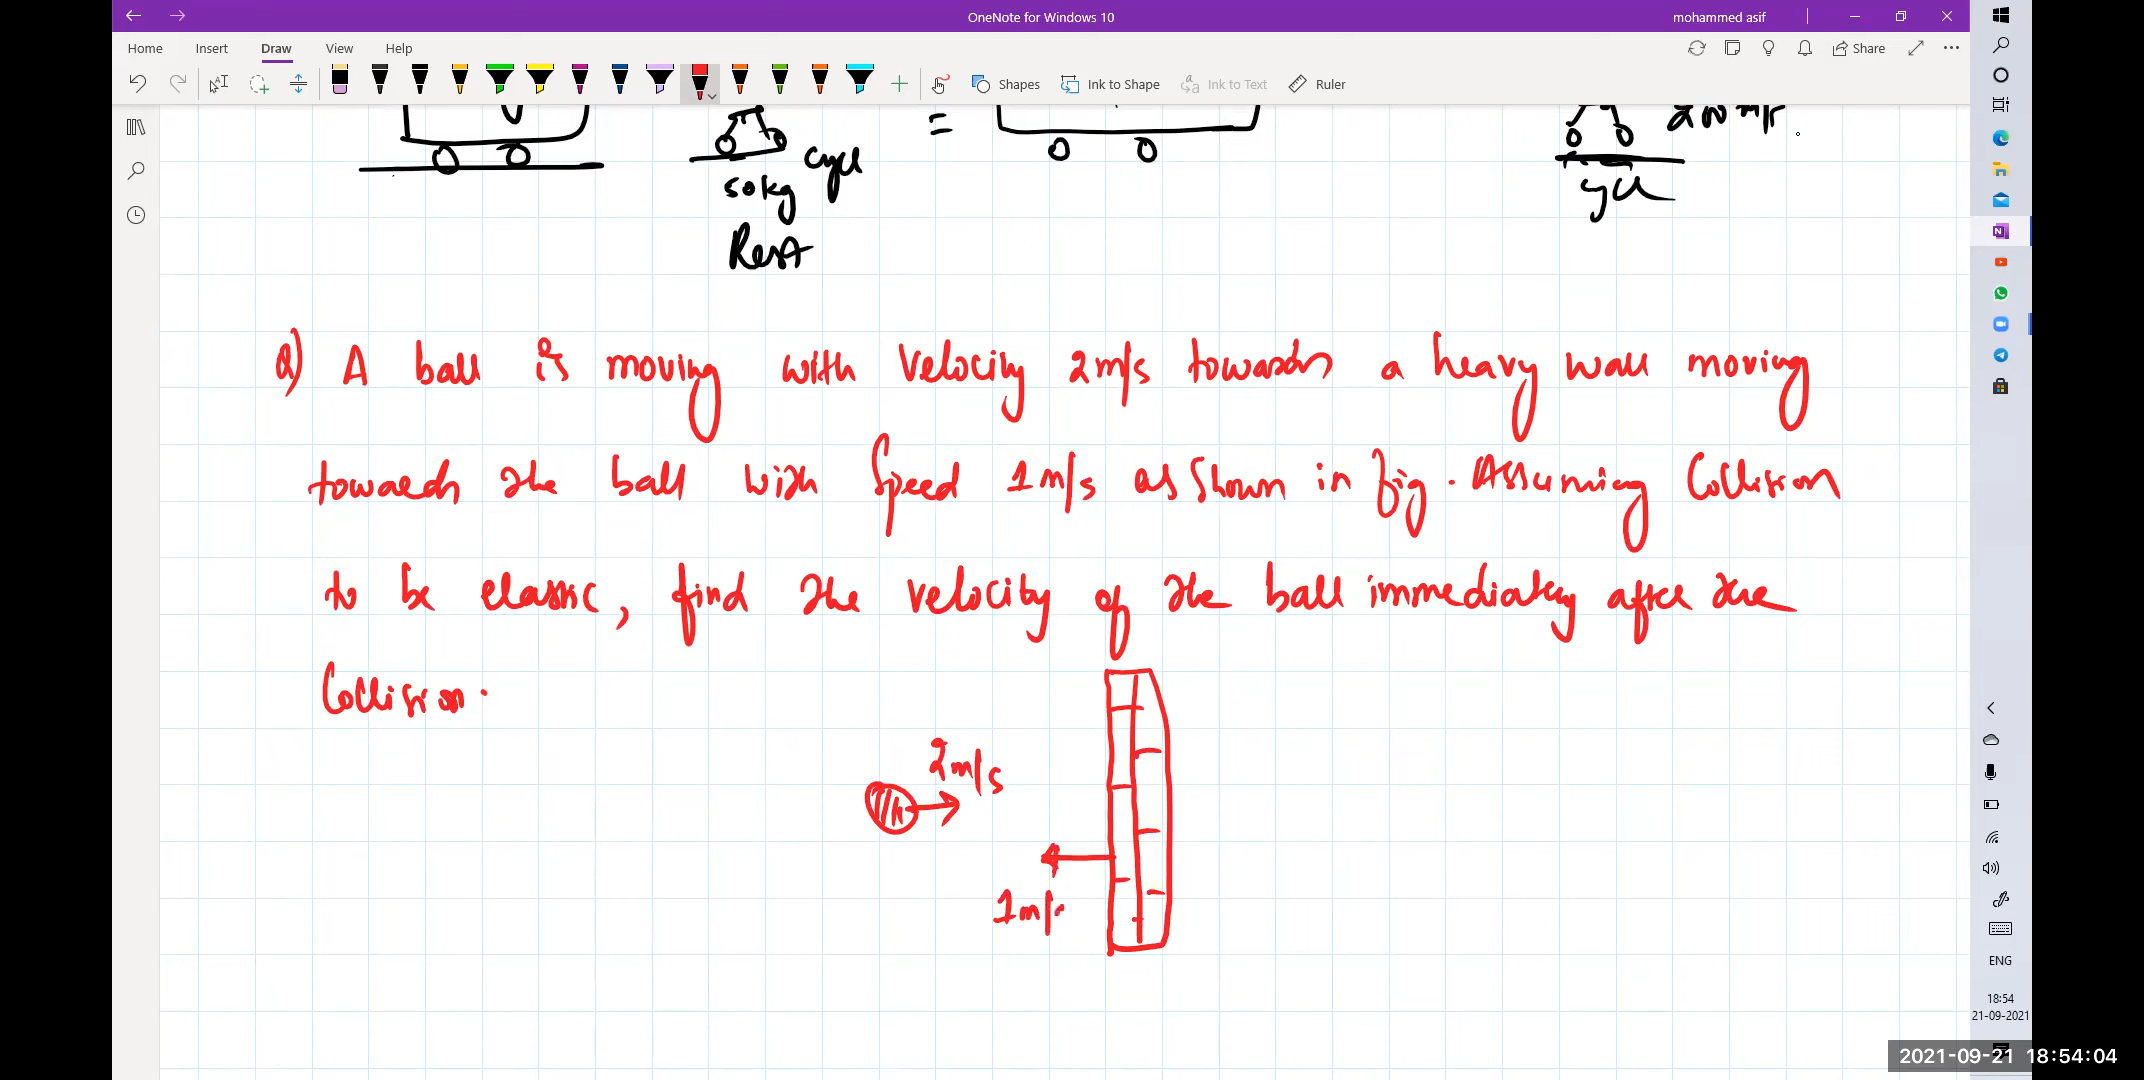 OneNote for Windows 10
mohammed asif
Home Insert Draw View Help
Share
Shapes Ink to Shape Ink to Text Ruler
=
200 m/s
cycl
50kg
Rest
Q) A ball is moving with velocity 2m/s towards a heavy wall moving
towards the ball with speed 1m/s as shown in fig. Assuming Collision
to be elastic, find the velocity of the ball immediately after the
Collision.
2m/s
1m/s
ENG
18:54
21-09-2021
2021-09-21 18:54:04